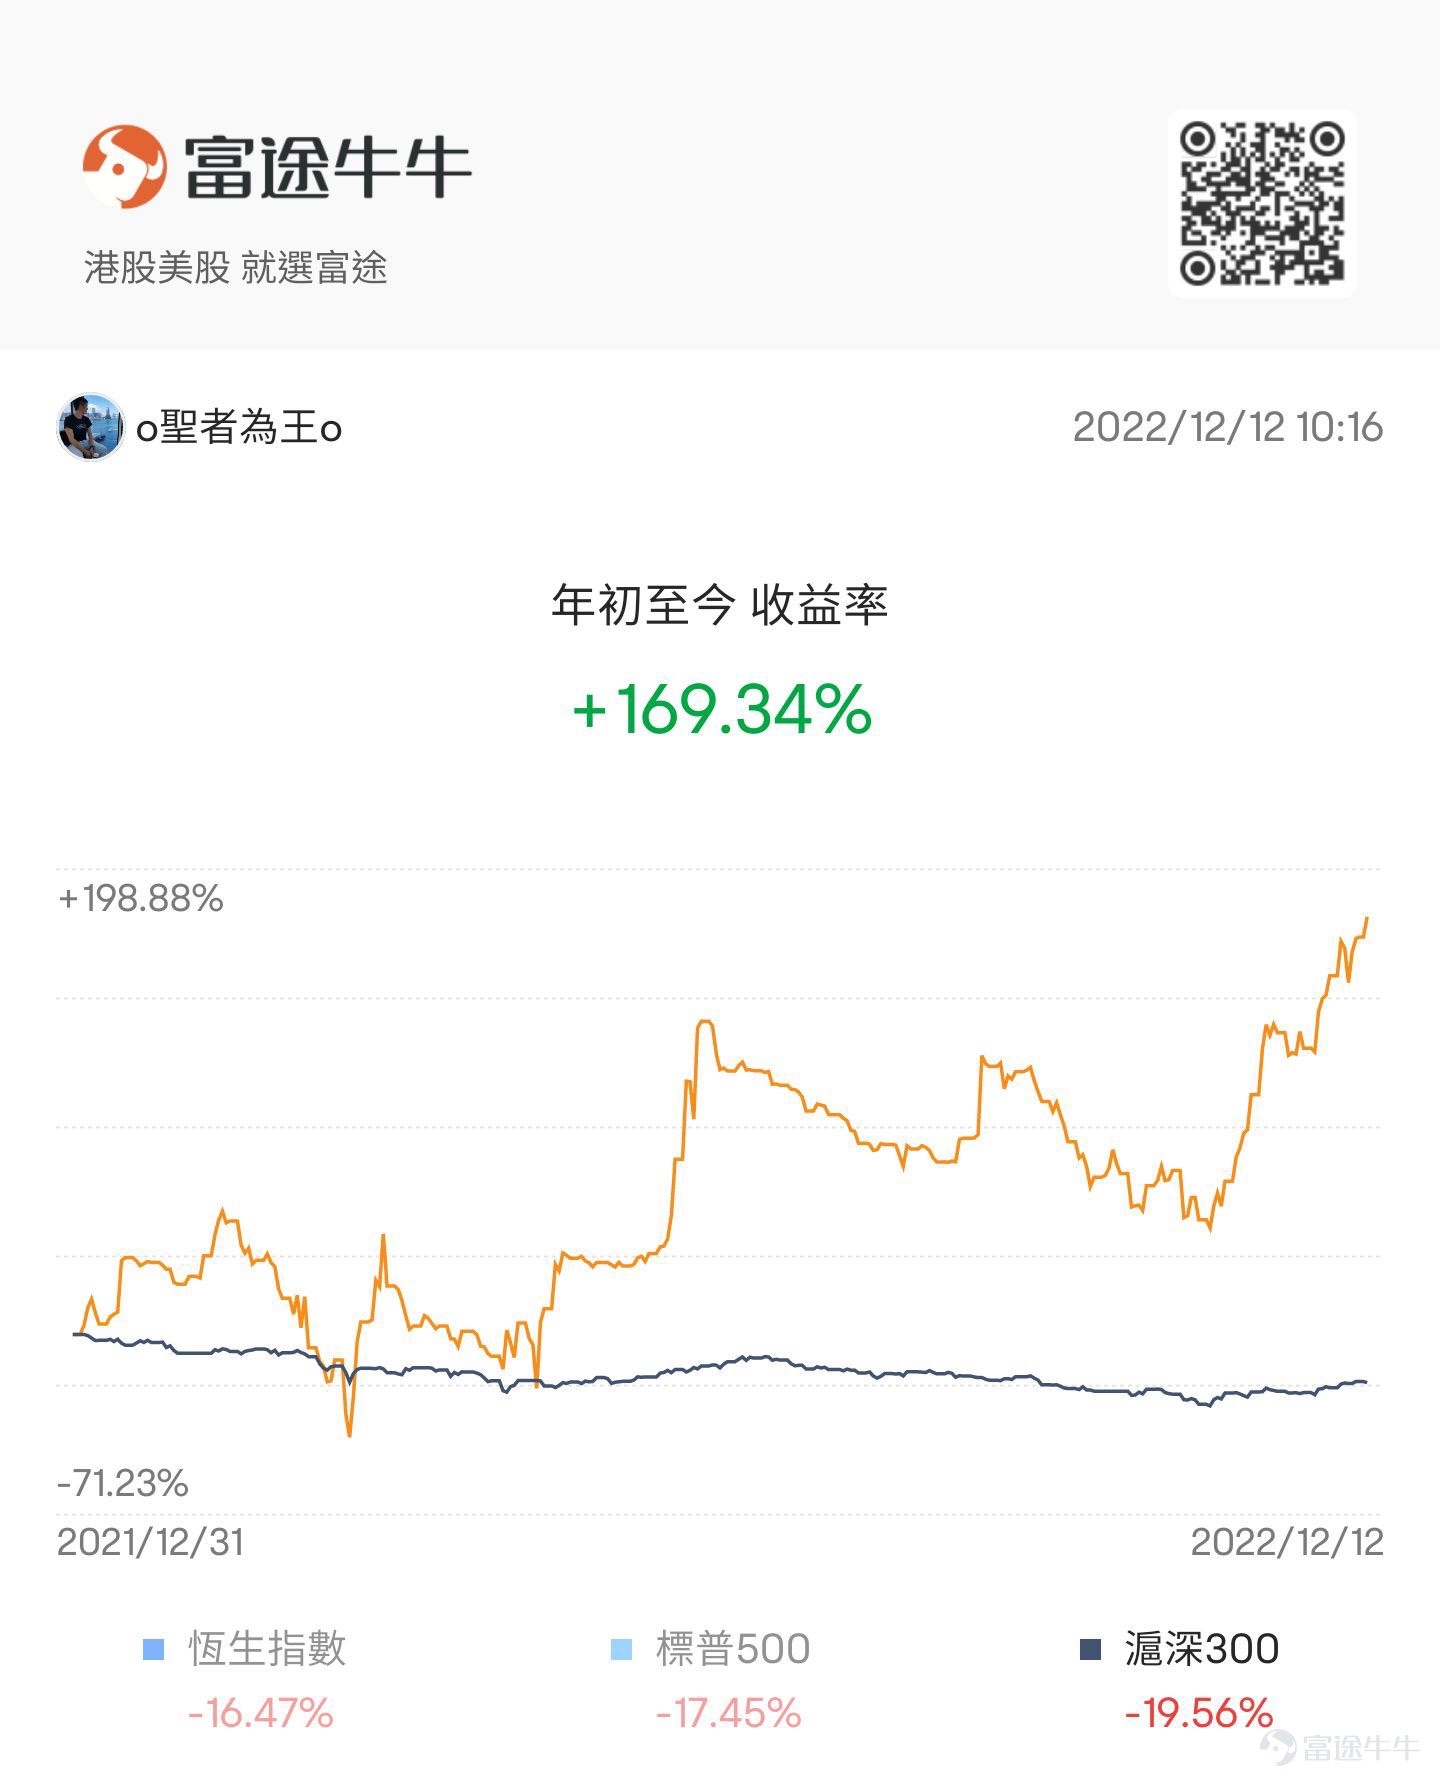 富途牛牛
港股美股 就選富途
o聖者為王o
2022/12/12 10:16
年初至今 收益率
+169.34%
+198.88%
-71.23%
2021/12/31
2022/12/12
恆生指數
標普500
滬深300
-16.47%
-17.45%
-19.56%
富途牛牛